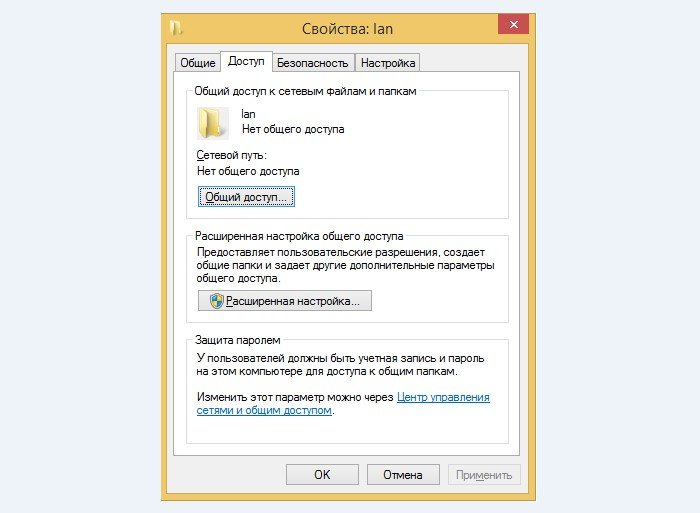 Свойства: lan
Общие
Доступ
Безопасность
Настройка
Общий доступ к сетевым файлам и папкам
lan
Нет общего доступа
Сетевой путь:
Нет общего доступа
Общий доступ...
Расширенная настройка общего доступа
Предоставляет пользовательские разрешения, создает
общие папки и задает другие дополнительные параметры
общего доступа.
Расширенная настройка...
Защита паролем
У пользователей должны быть учетная запись и пароль
на этом компьютере для доступа к общим папкам.
Изменить этот параметр можно через Центр управления
сетями и общим доступом.
OK
Отмена
Применить